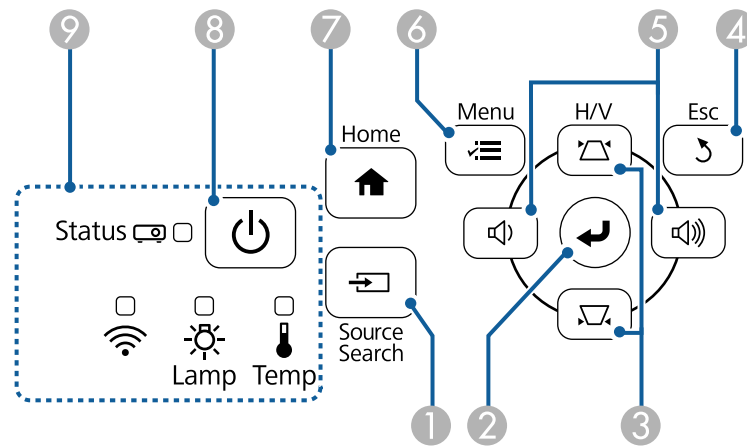 9 8 7 6 5 4
Menu H/V Esc
Home
Status
Source
Search
Lamp Temp
1 2 3